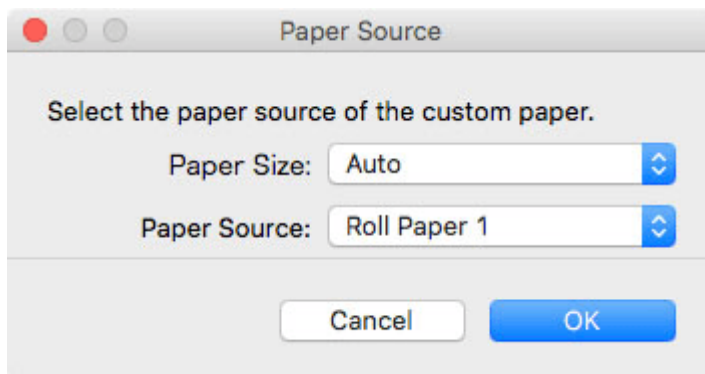 Paper Source
Select the paper source of the custom paper.
Paper Size: Auto
Paper Source: Roll Paper 1
Cancel OK